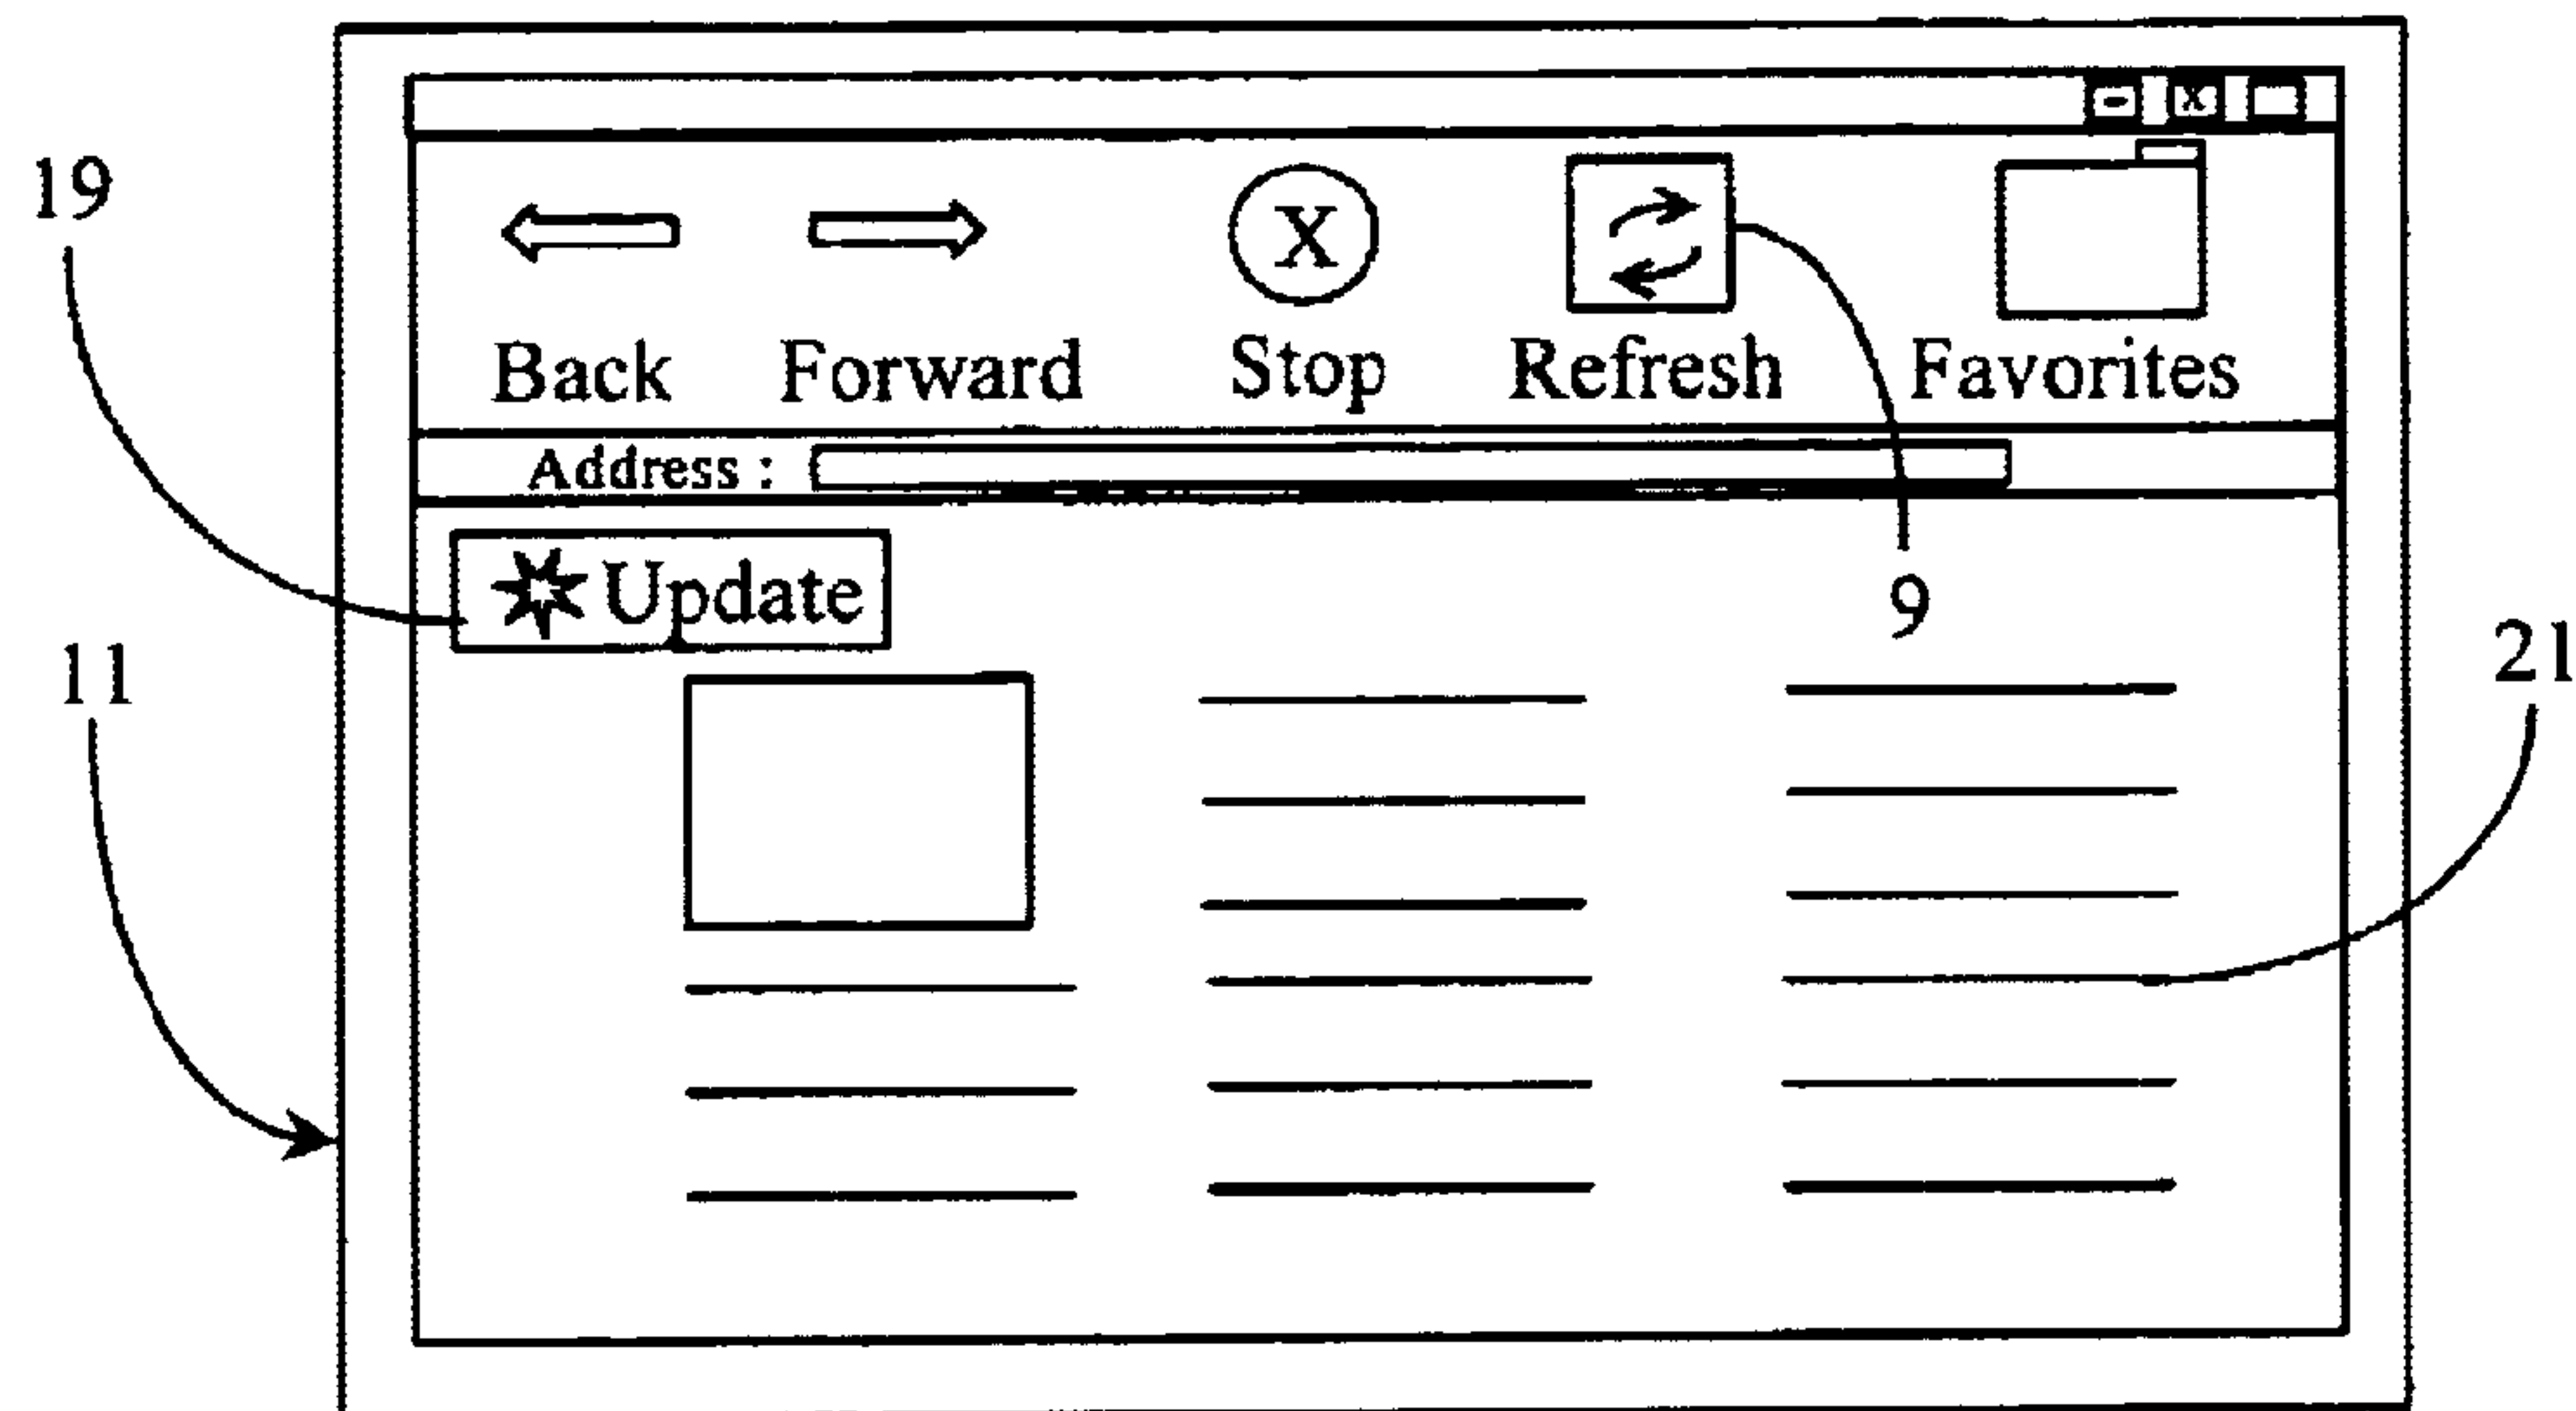 - X
19
X
Back Forward Stop Refresh Favorites
Address :
Update
9
11
21